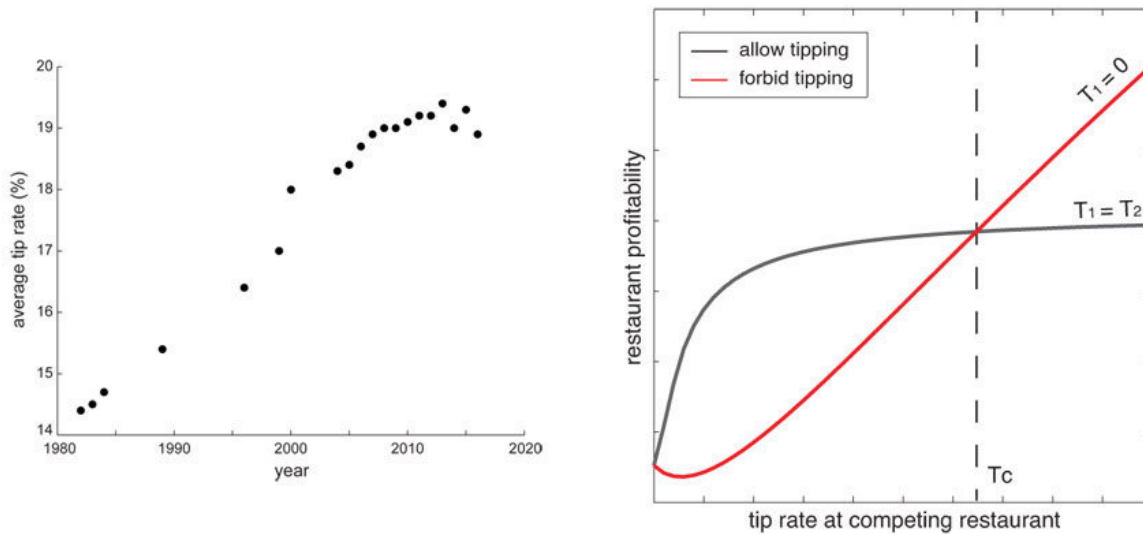 20
19
18
17
16
15
14
1980
1990
2000
2010
2020
average tip rate (%)
year
allow tipping
forbid tipping
T1 = 0
T1 = T2
Tc
restaurant profitability
tip rate at competing restaurant